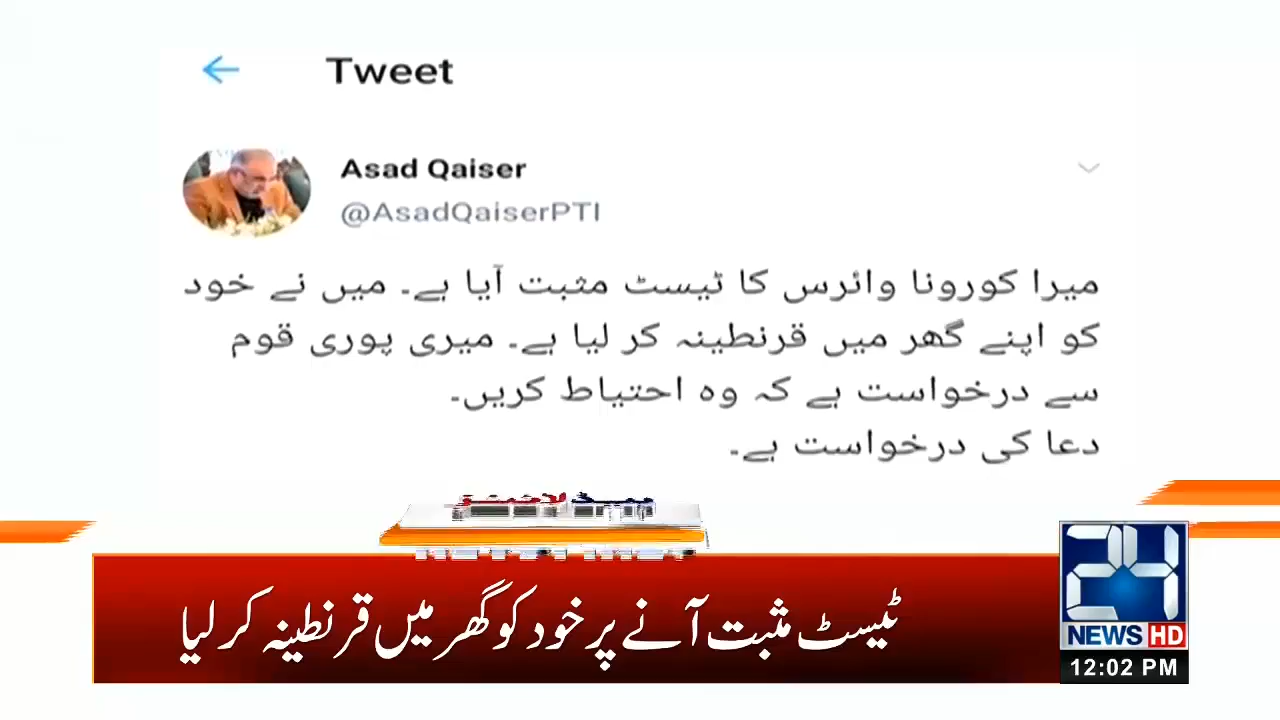 Tweet
Asad Qaiser
@AsadQaiserPTI
میرا کورونا وائرس کا ٹیسٹ مثبت آیا ہے۔ میں نے خود
کو اپنے گھر میں قرنطینہ کر لیا ہے۔ میری پوری قوم
سے درخواست ہے کہ وہ احتیاط کریں۔
دعا کی درخواست ہے۔
ٹیسٹ مثبت آنے پر خود کو گھر میں قرنطینہ کر لیا
24
NEWS HD
12:02 PM